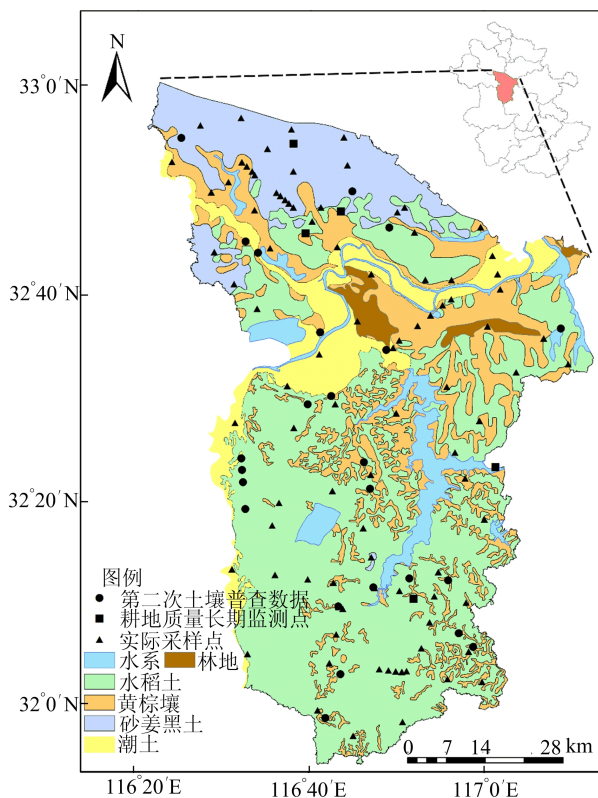 N
33°0′N
32°40′N
32°20′N
32°0′N
图例
第二次土壤普查数据
耕地质量长期监测点
实际采样点
水系 林地
水稻土
黄棕壤
砂姜黑土
潮土
0 7 14 28 km
116°20′E 116°40′E 117°0′E